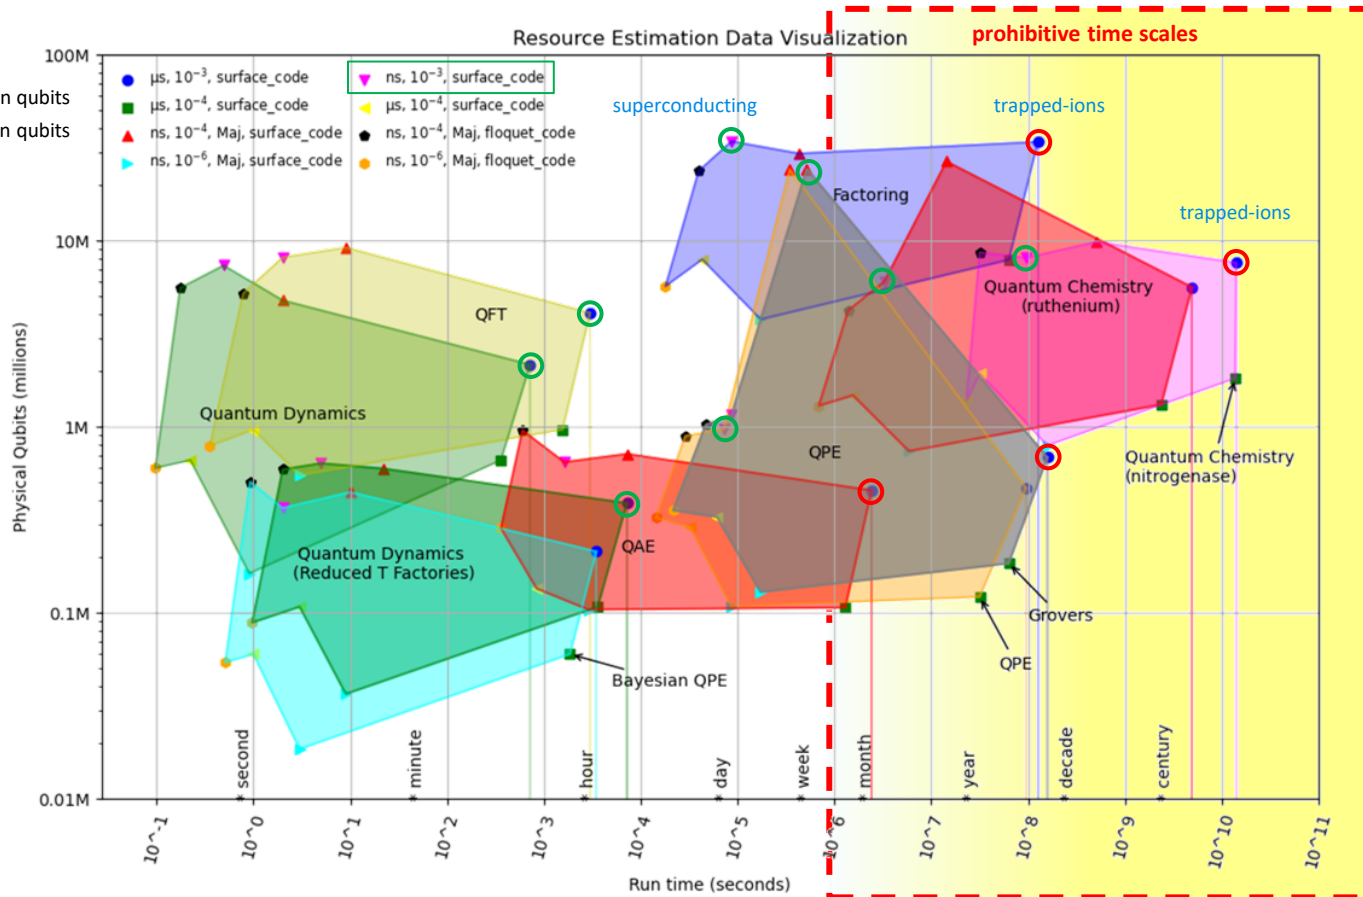 prohibitive time scales
Resource Estimation Data Visualization
100M
10M
1M
0.1M
0.01M
Physical Qubits (millions)
n qubits
n qubits
µs, 10^-3, surface_code
µs, 10^-4, surface_code
ns, 10^-4, Maj, surface_code
ns, 10^-6, Maj, surface_code
ns, 10^-3, surface_code
µs, 10^-4, surface_code
ns, 10^-4, Maj, floquet_code
ns, 10^-6, Maj, floquet_code
superconducting
trapped-ions
trapped-ions
Factoring
Quantum Chemistry
(ruthenium)
QFT
Quantum Dynamics
QPE
Quantum Chemistry
(nitrogenase)
Quantum Dynamics
(Reduced T Factories)
QAE
Grovers
QPE
Bayesian QPE
* second
* minute
* hour
* day
* week
* month
* year
* decade
* century
10^-1
10^0
10^1
10^2
10^3
10^4
10^5
10^6
10^7
10^8
10^9
10^10
10^11
Run time (seconds)